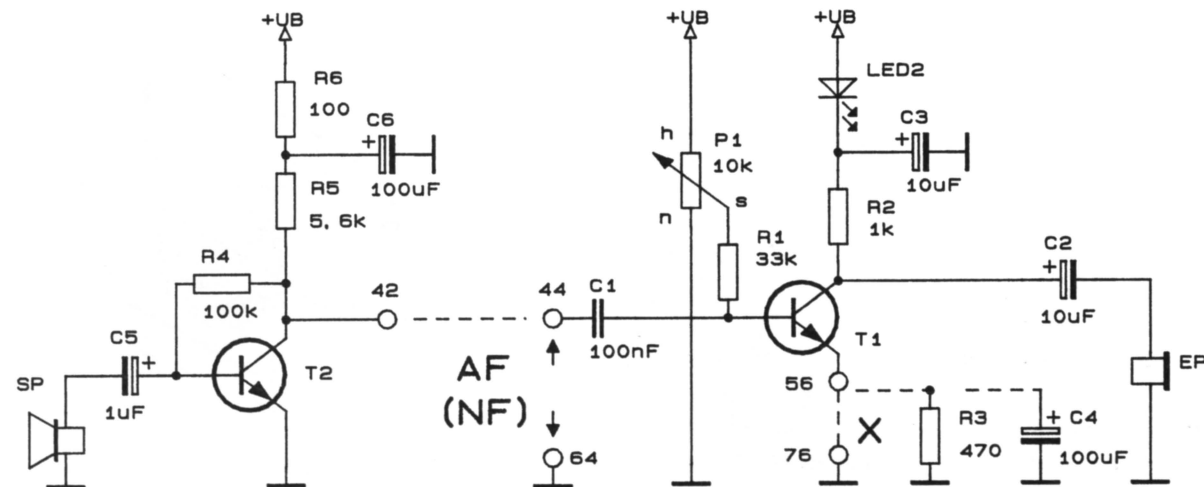 +UB
R6
100
C6
+
100uF
R5
5,6k
R4
100k
42
C5
+
1uF
T2
SP
AF
(NF)
44
C1
100nF
64
+UB
h
P1
10k
s
n
R1
33k
+UB
LED2
C3
+
10uF
R2
1k
C2
+
10uF
T1
EP
56
X
76
R3
470
+
C4
100uF